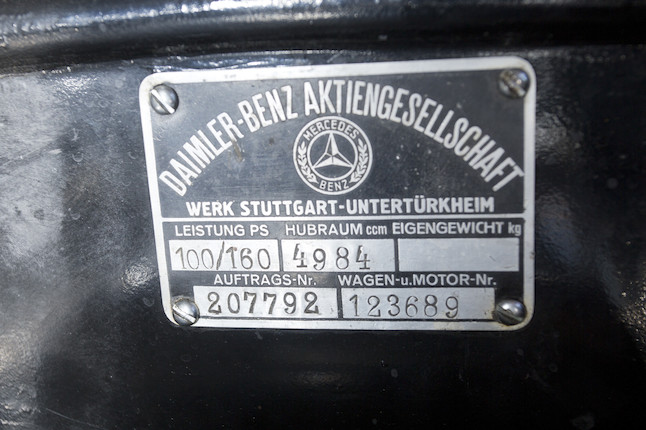 DAIMLER-BENZ AKTIENGESELLSCHAFT
MERCEDES
BENZ
WERK STUTTGART-UNTERTÜRKHEIM
LEISTUNG PS HUBRAUM ccm EIGENGEWICHT kg
100/160 4984
AUFTRAGS-Nr. WAGEN-u.MOTOR-Nr.
207792 123689